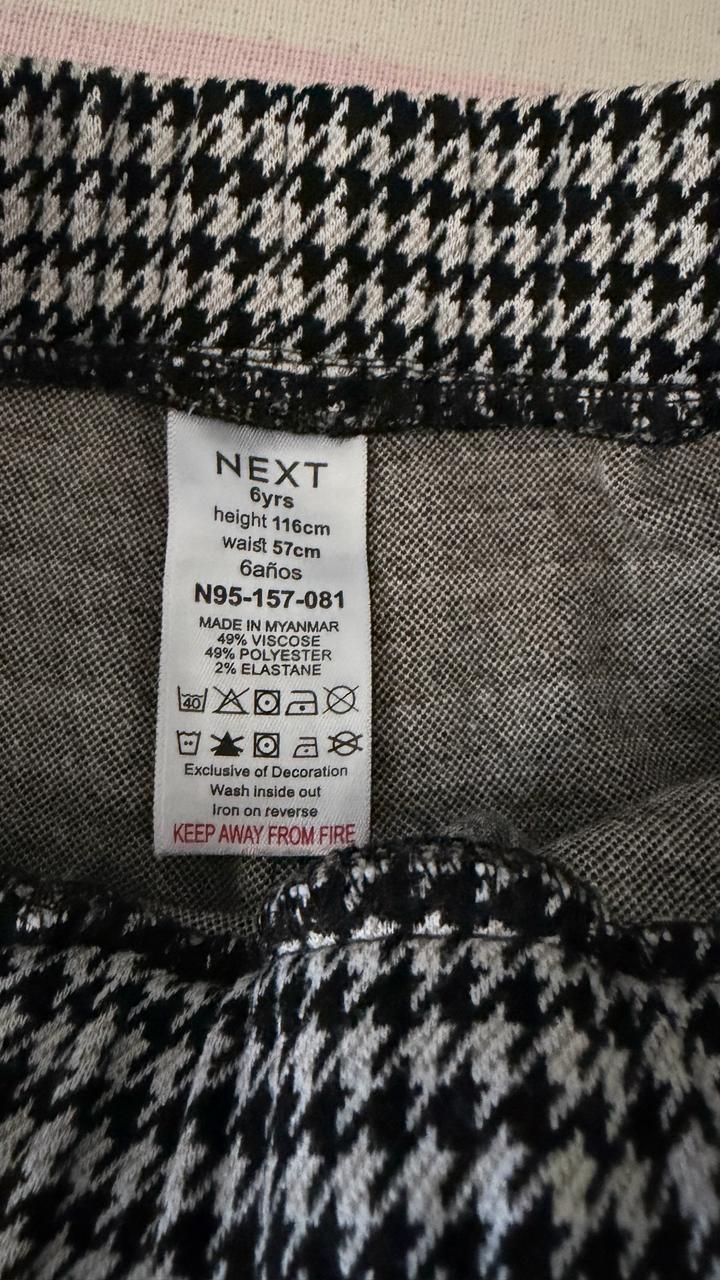 NEXT
6yrs
height 116cm
waist 57cm
6años
N95-157-081
MADE IN MYANMAR
49% VISCOSE
49% POLYESTER
2% ELASTANE
40
Exclusive of Decoration
Wash inside out
Iron on reverse
KEEP AWAY FROM FIRE